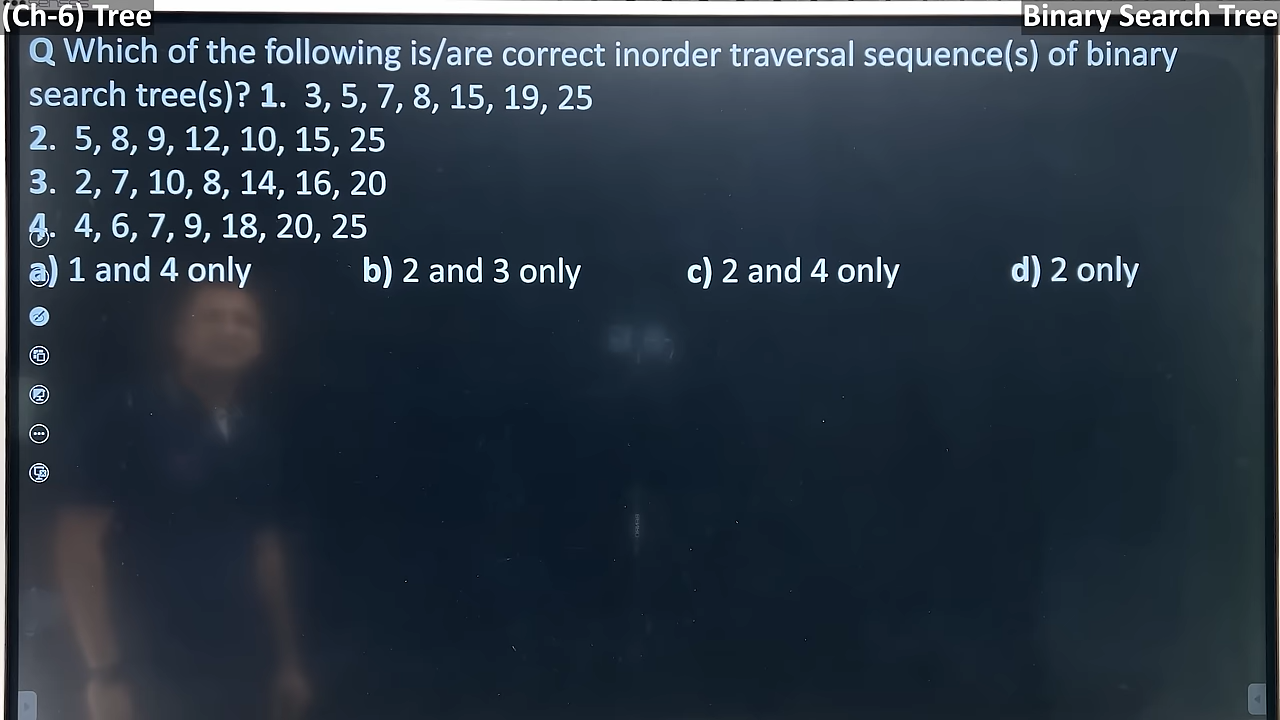 (Ch-6) Tree
Binary Search Tree
Q Which of the following is/are correct inorder traversal sequence(s) of binary
search tree(s)? 1. 3, 5, 7, 8, 15, 19, 25
2. 5, 8, 9, 12, 10, 15, 25
3. 2, 7, 10, 8, 14, 16, 20
4. 4, 6, 7, 9, 18, 20, 25
a) 1 and 4 only b) 2 and 3 only c) 2 and 4 only d) 2 only